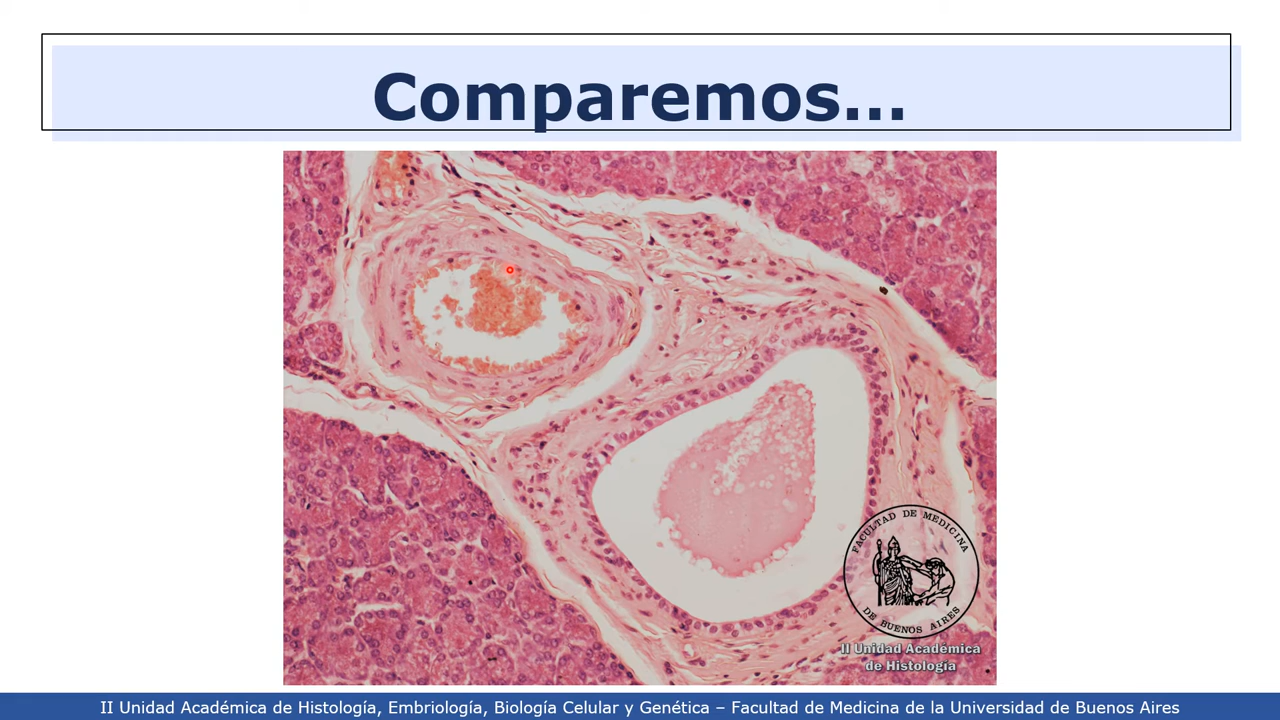 Comparemos...
FACULTAD DE MEDICINA
DE BUENOS AIRES
II Unidad Académica
de Histología
II Unidad Académica de Histología, Embriología, Biología Celular y Genética – Facultad de Medicina de la Universidad de Buenos Aires